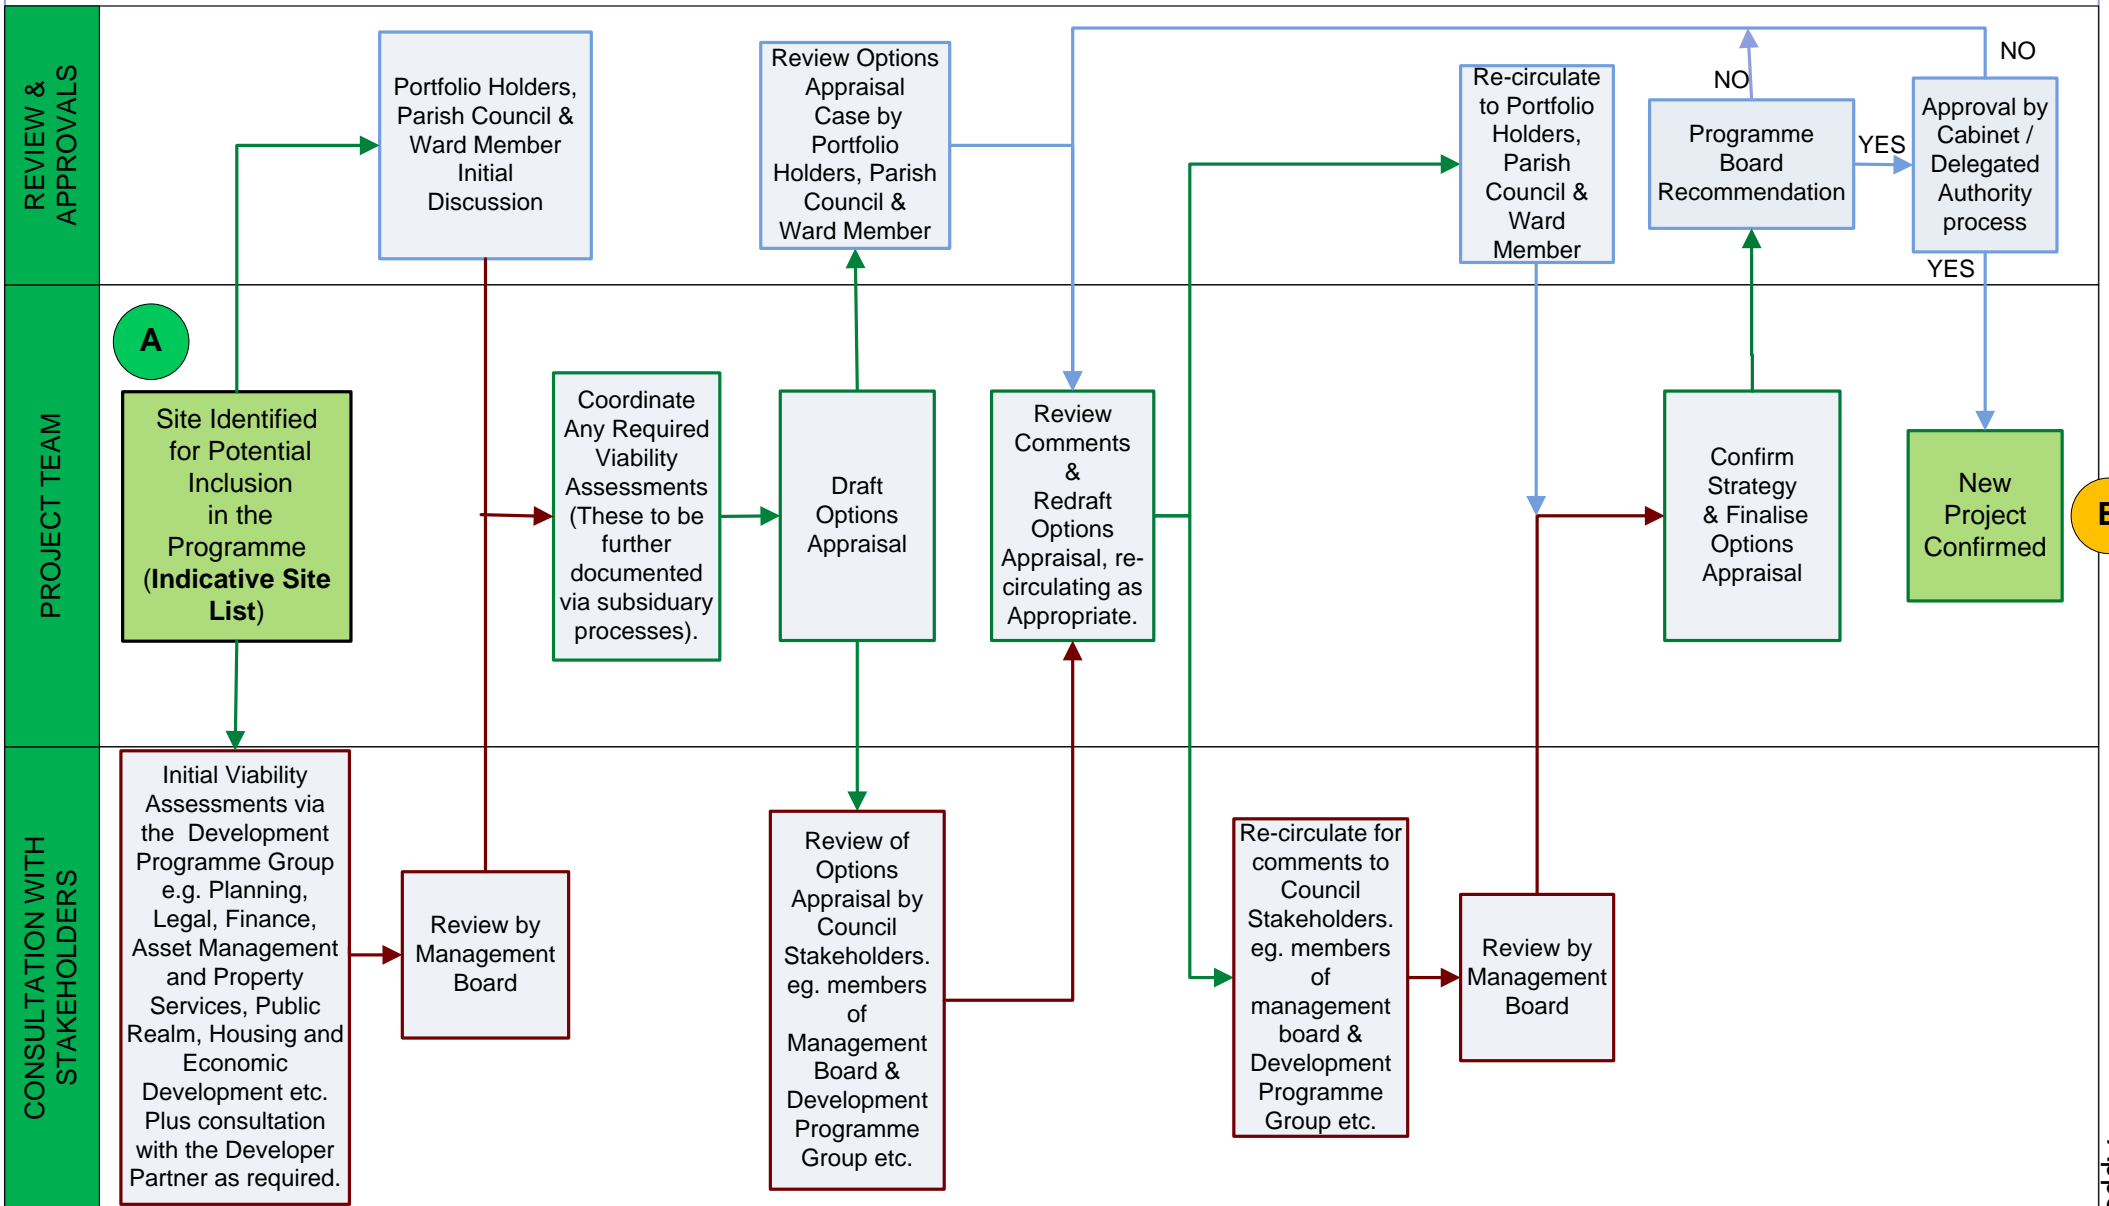 REVIEW &
APPROVALS
Portfolio Holders,
Parish Council &
Ward Member
Initial
Discussion
Review Options
Appraisal
Case by
Portfolio
Holders, Parish
Council &
Ward Member
Re-circulate
to Portfolio
Holders,
Parish
Council &
Ward
Member
NO
Programme
Board
Recommendation
YES
NO
Approval by
Cabinet /
Delegated
Authority
process
YES
PROJECT TEAM
A
Site Identified
for Potential
Inclusion
in the
Programme
(Indicative Site
List)
Coordinate
Any Required
Viability
Assessments
(These to be
further
documented
via subsiduary
processes).
Draft
Options
Appraisal
Review
Comments
&
Redraft
Options
Appraisal, re-
circulating as
Appropriate.
Confirm
Strategy
& Finalise
Options
Appraisal
New
Project
Confirmed
CONSULTATION WITH
STAKEHOLDERS
Initial Viability
Assessments via
the Development
Programme Group
e.g. Planning,
Legal, Finance,
Asset Management
and Property
Services, Public
Realm, Housing and
Economic
Development etc.
Plus consultation
with the Developer
Partner as required.
Review by
Management
Board
Review of
Options
Appraisal by
Council
Stakeholders.
eg. members
of
Management
Board &
Development
Programme
Group etc.
Re-circulate for
comments to
Council
Stakeholders.
eg. members
of
management
board &
Development
Programme
Group etc.
Review by
Management
Board